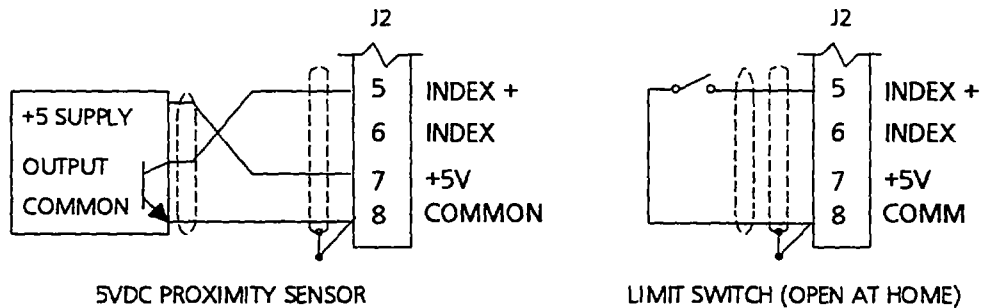 J2
+5 SUPPLY
OUTPUT
COMMON
5 INDEX +
6 INDEX
7 +5V
8 COMMON
5VDC PROXIMITY SENSOR
J2
5 INDEX +
6 INDEX
7 +5V
8 COMM
LIMIT SWITCH (OPEN AT HOME)